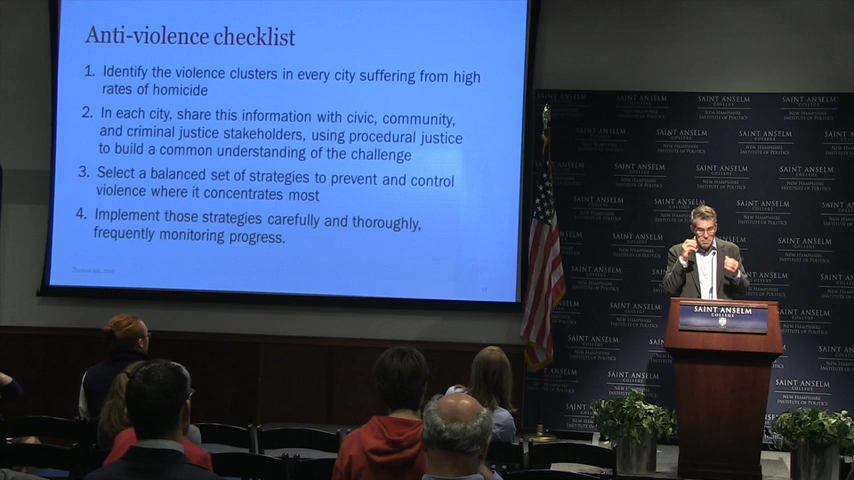 Anti-violence checklist
1. Identify the violence clusters in every city suffering from high
rates of homicide
2. In each city, share this information with civic, community,
and criminal justice stakeholders, using procedural justice
to build a common understanding of the challenge
3. Select a balanced set of strategies to prevent and control
violence where it concentrates most
4. Implement those strategies carefully and thoroughly,
frequently monitoring progress.
SAINT ANSELM
COLLEGE
NEW HAMPSHIRE
INSTITUTE OF POLITICS
SAINT ANSELM
COLLEGE